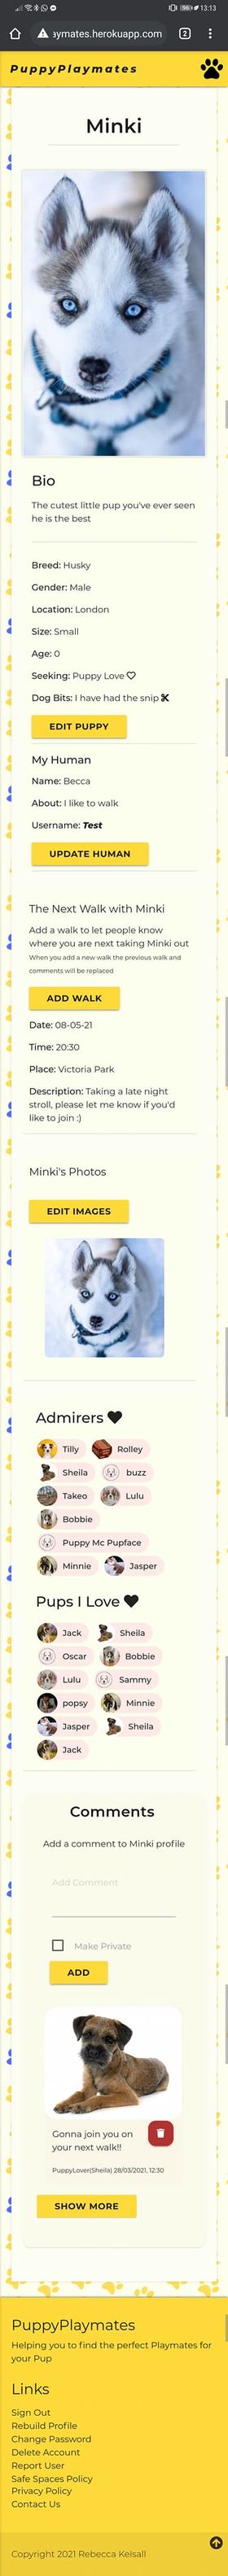 13:13
aymates.herokuapp.com
2
PuppyPlaymates
Minki
Bio
The cutest little pup you've ever seen
he is the best
Breed: Husky
Gender: Male
Location: London
Size: Small
Age: 0
Seeking: Puppy Love
Dog Bits: I have had the snip
EDIT PUPPY
My Human
Name: Becca
About: I like to walk
Username: Test
UPDATE HUMAN
The Next Walk with Minki
Add a walk to let people know
where you are next taking Minki out
When you add a new walk the previous walk and
comments will be replaced
ADD WALK
Date: 08-05-21
Time: 20:30
Place: Victoria Park
Description: Taking a late night
stroll, please let me know if you'd
like to join :)
Minki's Photos
EDIT IMAGES
Admirers
Tilly Rolley
Sheila buzz
Takeo Lulu
Bobbie
Puppy Mc Pupface
Minnie Jasper
Pups I Love
Jack Sheila
Oscar Bobbie
Lulu Sammy
popsy Minnie
Jasper Sheila
Jack
Comments
Add a comment to Minki profile
Add Comment
Make Private
ADD
Gonna join you on
your next walk!!
PuppyLover(Sheila) 28/03/2021, 12:30
SHOW MORE
PuppyPlaymates
Helping you to find the perfect Playmates for
your Pup
Links
Sign Out
Rebuild Profile
Change Password
Delete Account
Report User
Safe Spaces Policy
Privacy Policy
Contact Us
Copyright 2021 Rebecca Kelsall